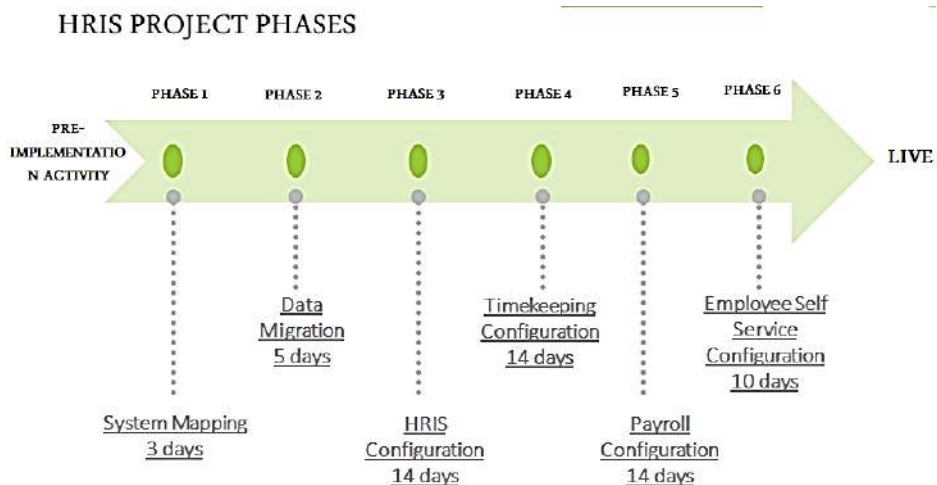 HRIS PROJECT PHASES
PHASE 1
PHASE 2
PHASE 3
PHASE 4
PHASE 5
PHASE 6
PRE-
IMPLEMENTATIO
N ACTIVITY
LIVE
System Mapping
3 days
Data
Migration
5 days
HRIS
Configuration
14 days
Timekeeping
Configuration
14 days
Payroll
Configuration
14 days
Employee Self
Service
Configuration
10 days